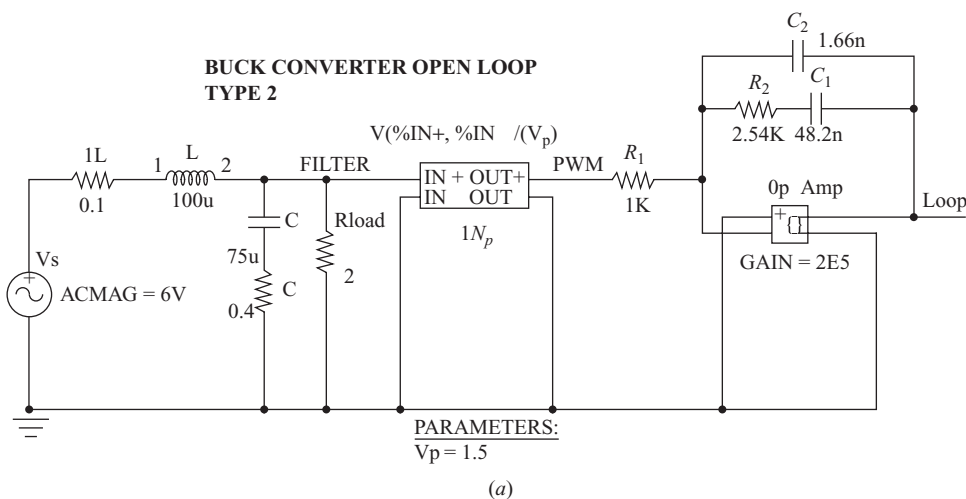 BUCK CONVERTER OPEN LOOP
TYPE 2
C2
1.66n
R2
C1
2.54K
48.2n
V(%IN+, %IN /(Vp)
1L
0.1
1
L
2
100u
FILTER
IN + OUT+
IN OUT
1Np
PWM
R1
1K
0p Amp
+
{}
GAIN = 2E5
Loop
C
75u
C
0.4
Rload
2
Vs
+
ACMAG = 6V
PARAMETERS:
Vp = 1.5
(a)